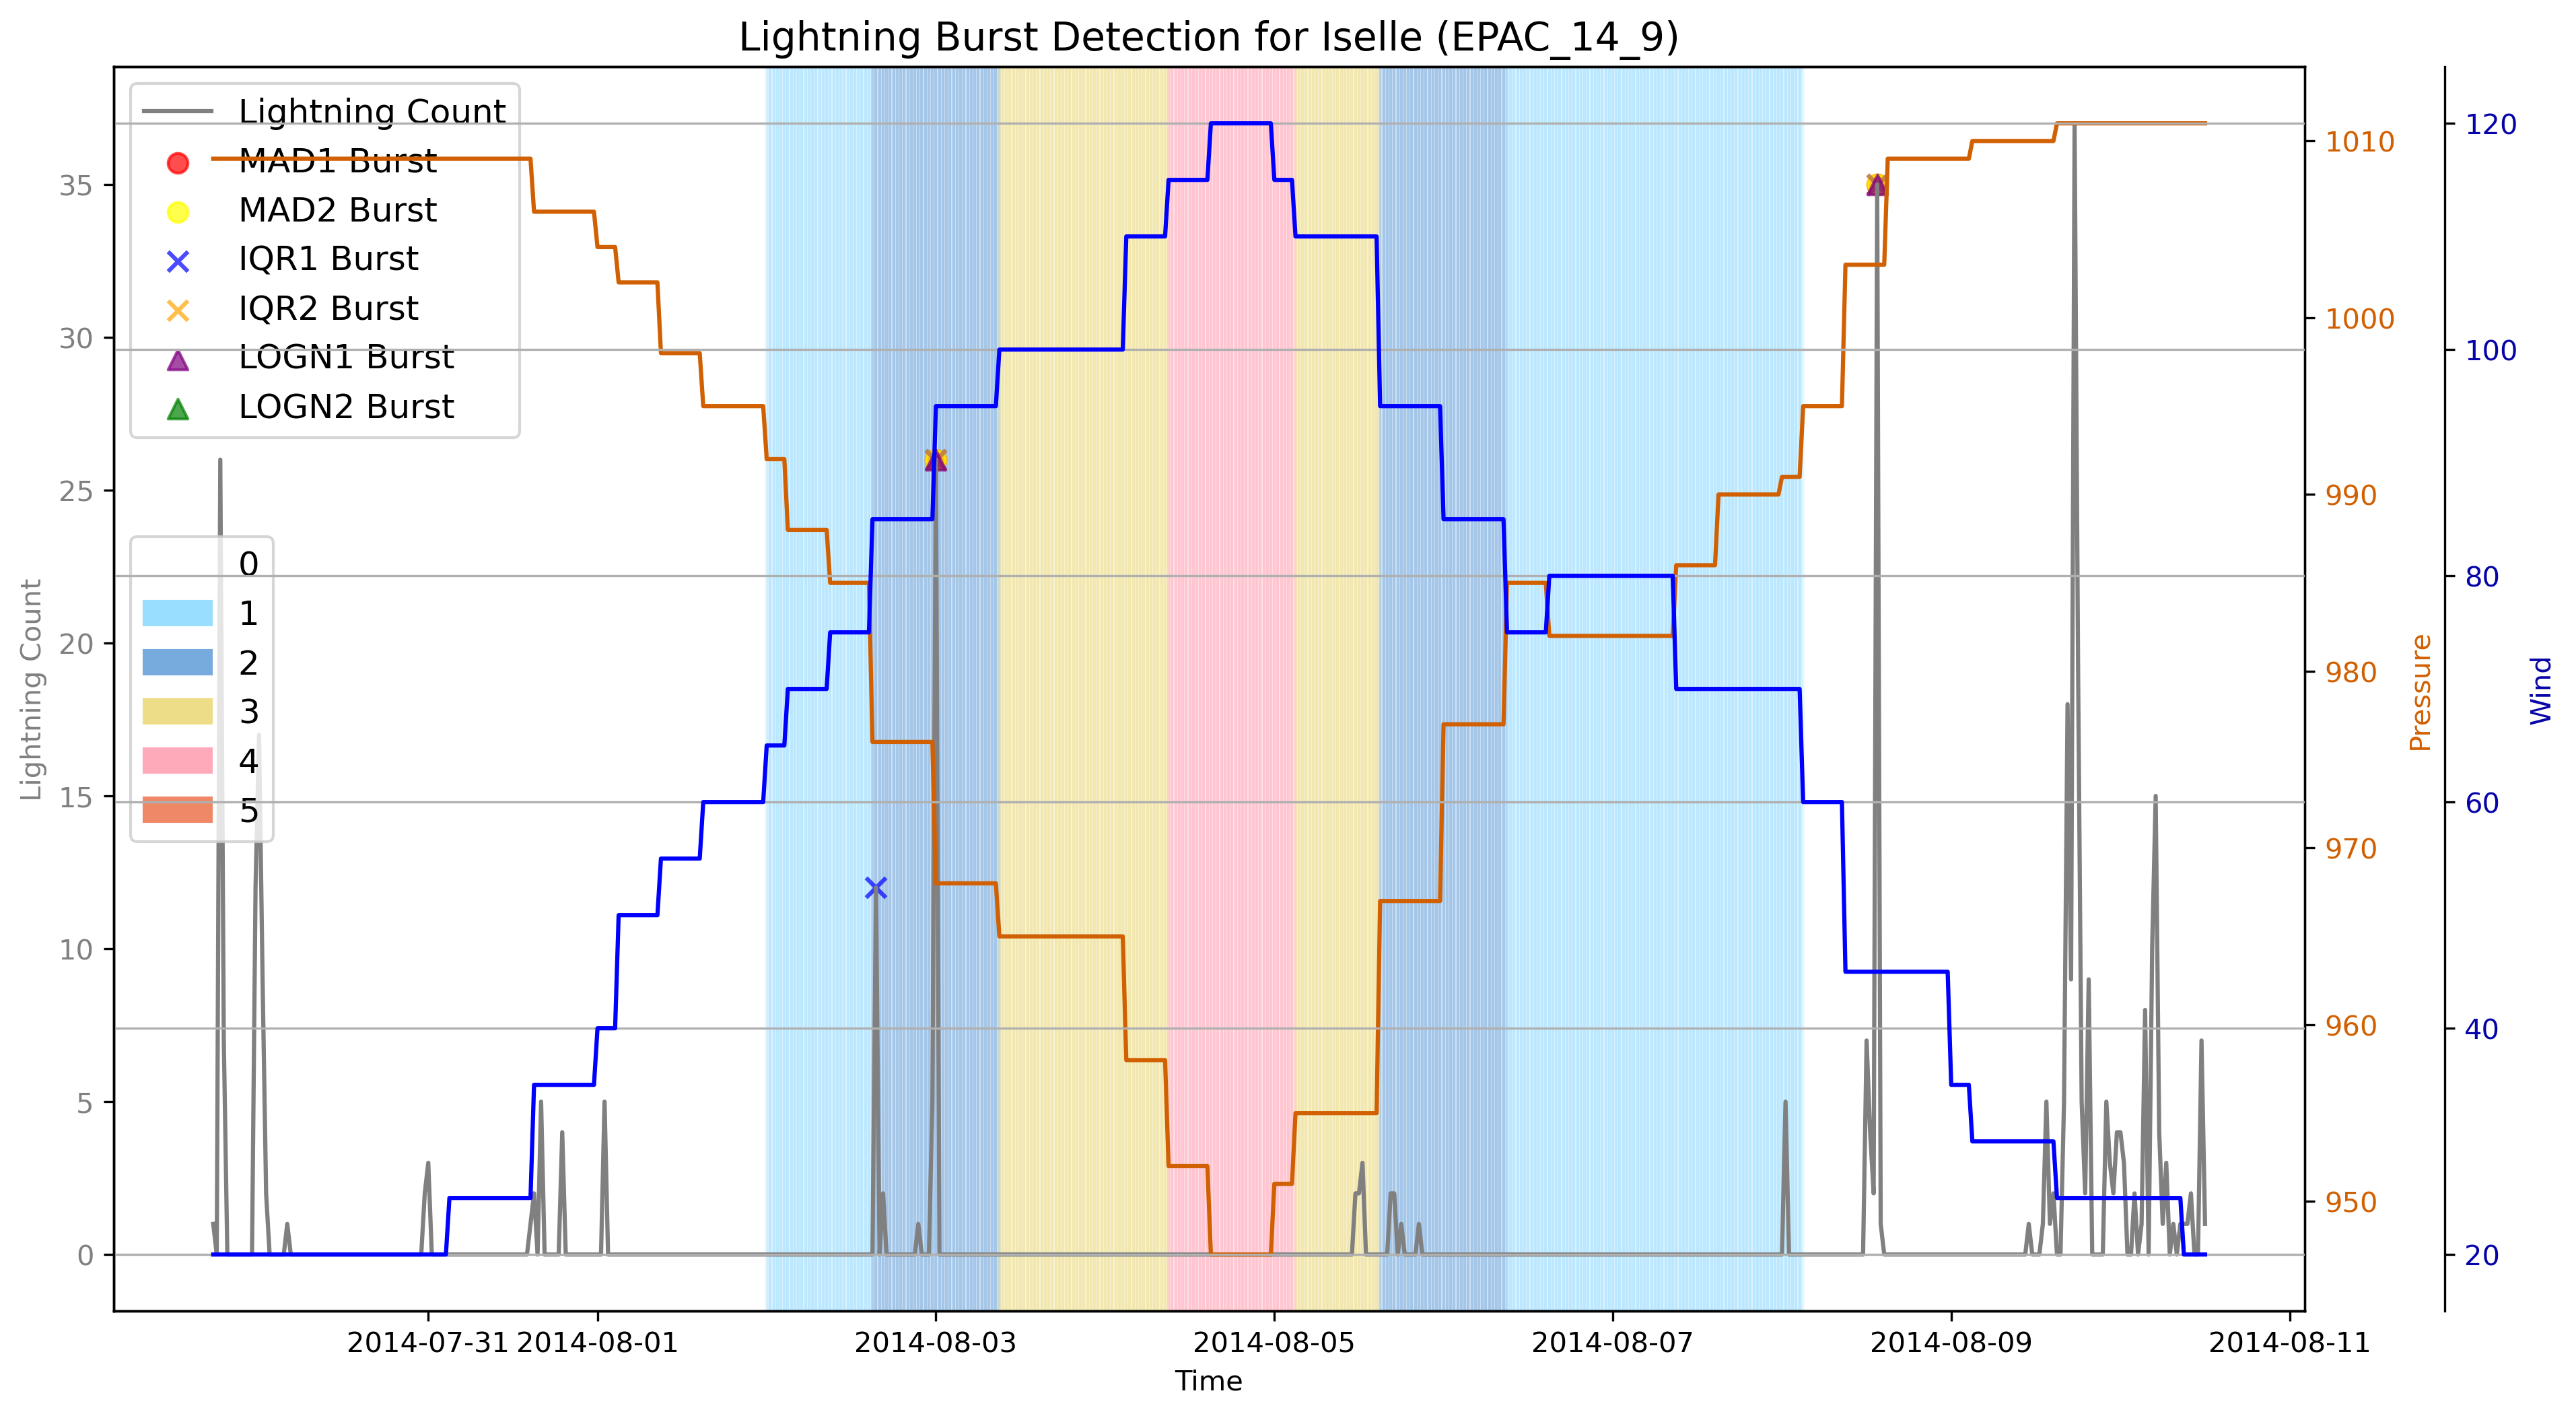 Lightning Burst Detection for Iselle (EPAC_14_9)
Lightning Count
MAD1 Burst
MAD2 Burst
IQR1 Burst
IQR2 Burst
LOGN1 Burst
LOGN2 Burst
0
1
2
3
4
5
Lightning Count
35
30
25
20
15
10
5
0
1010
1000
990
980
970
960
950
Pressure
120
100
80
60
40
20
Wind
2014-07-31 2014-08-01 2014-08-03 2014-08-05 2014-08-07 2014-08-09 2014-08-11
Time